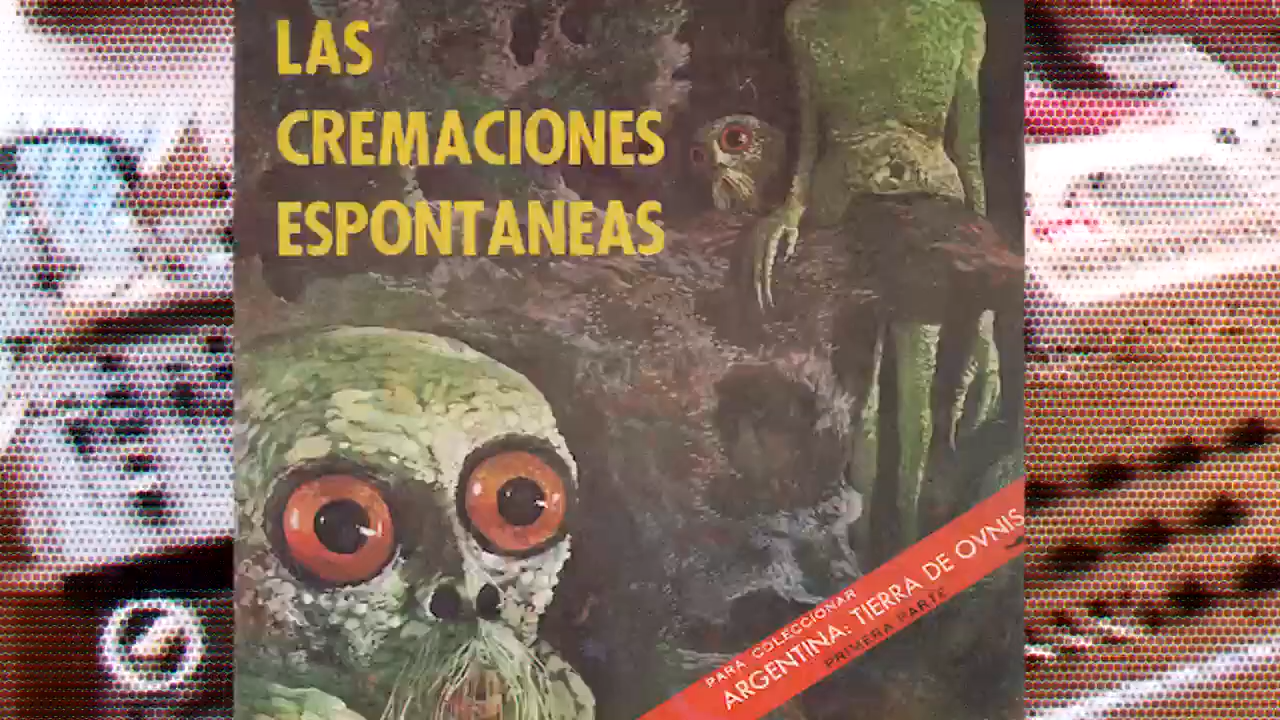 LAS
CREMACIONES
ESPONTANEAS
PARA COLECCIONAR
ARGENTINA: TIERRA DE OVNIS
PRIMERA PARTE